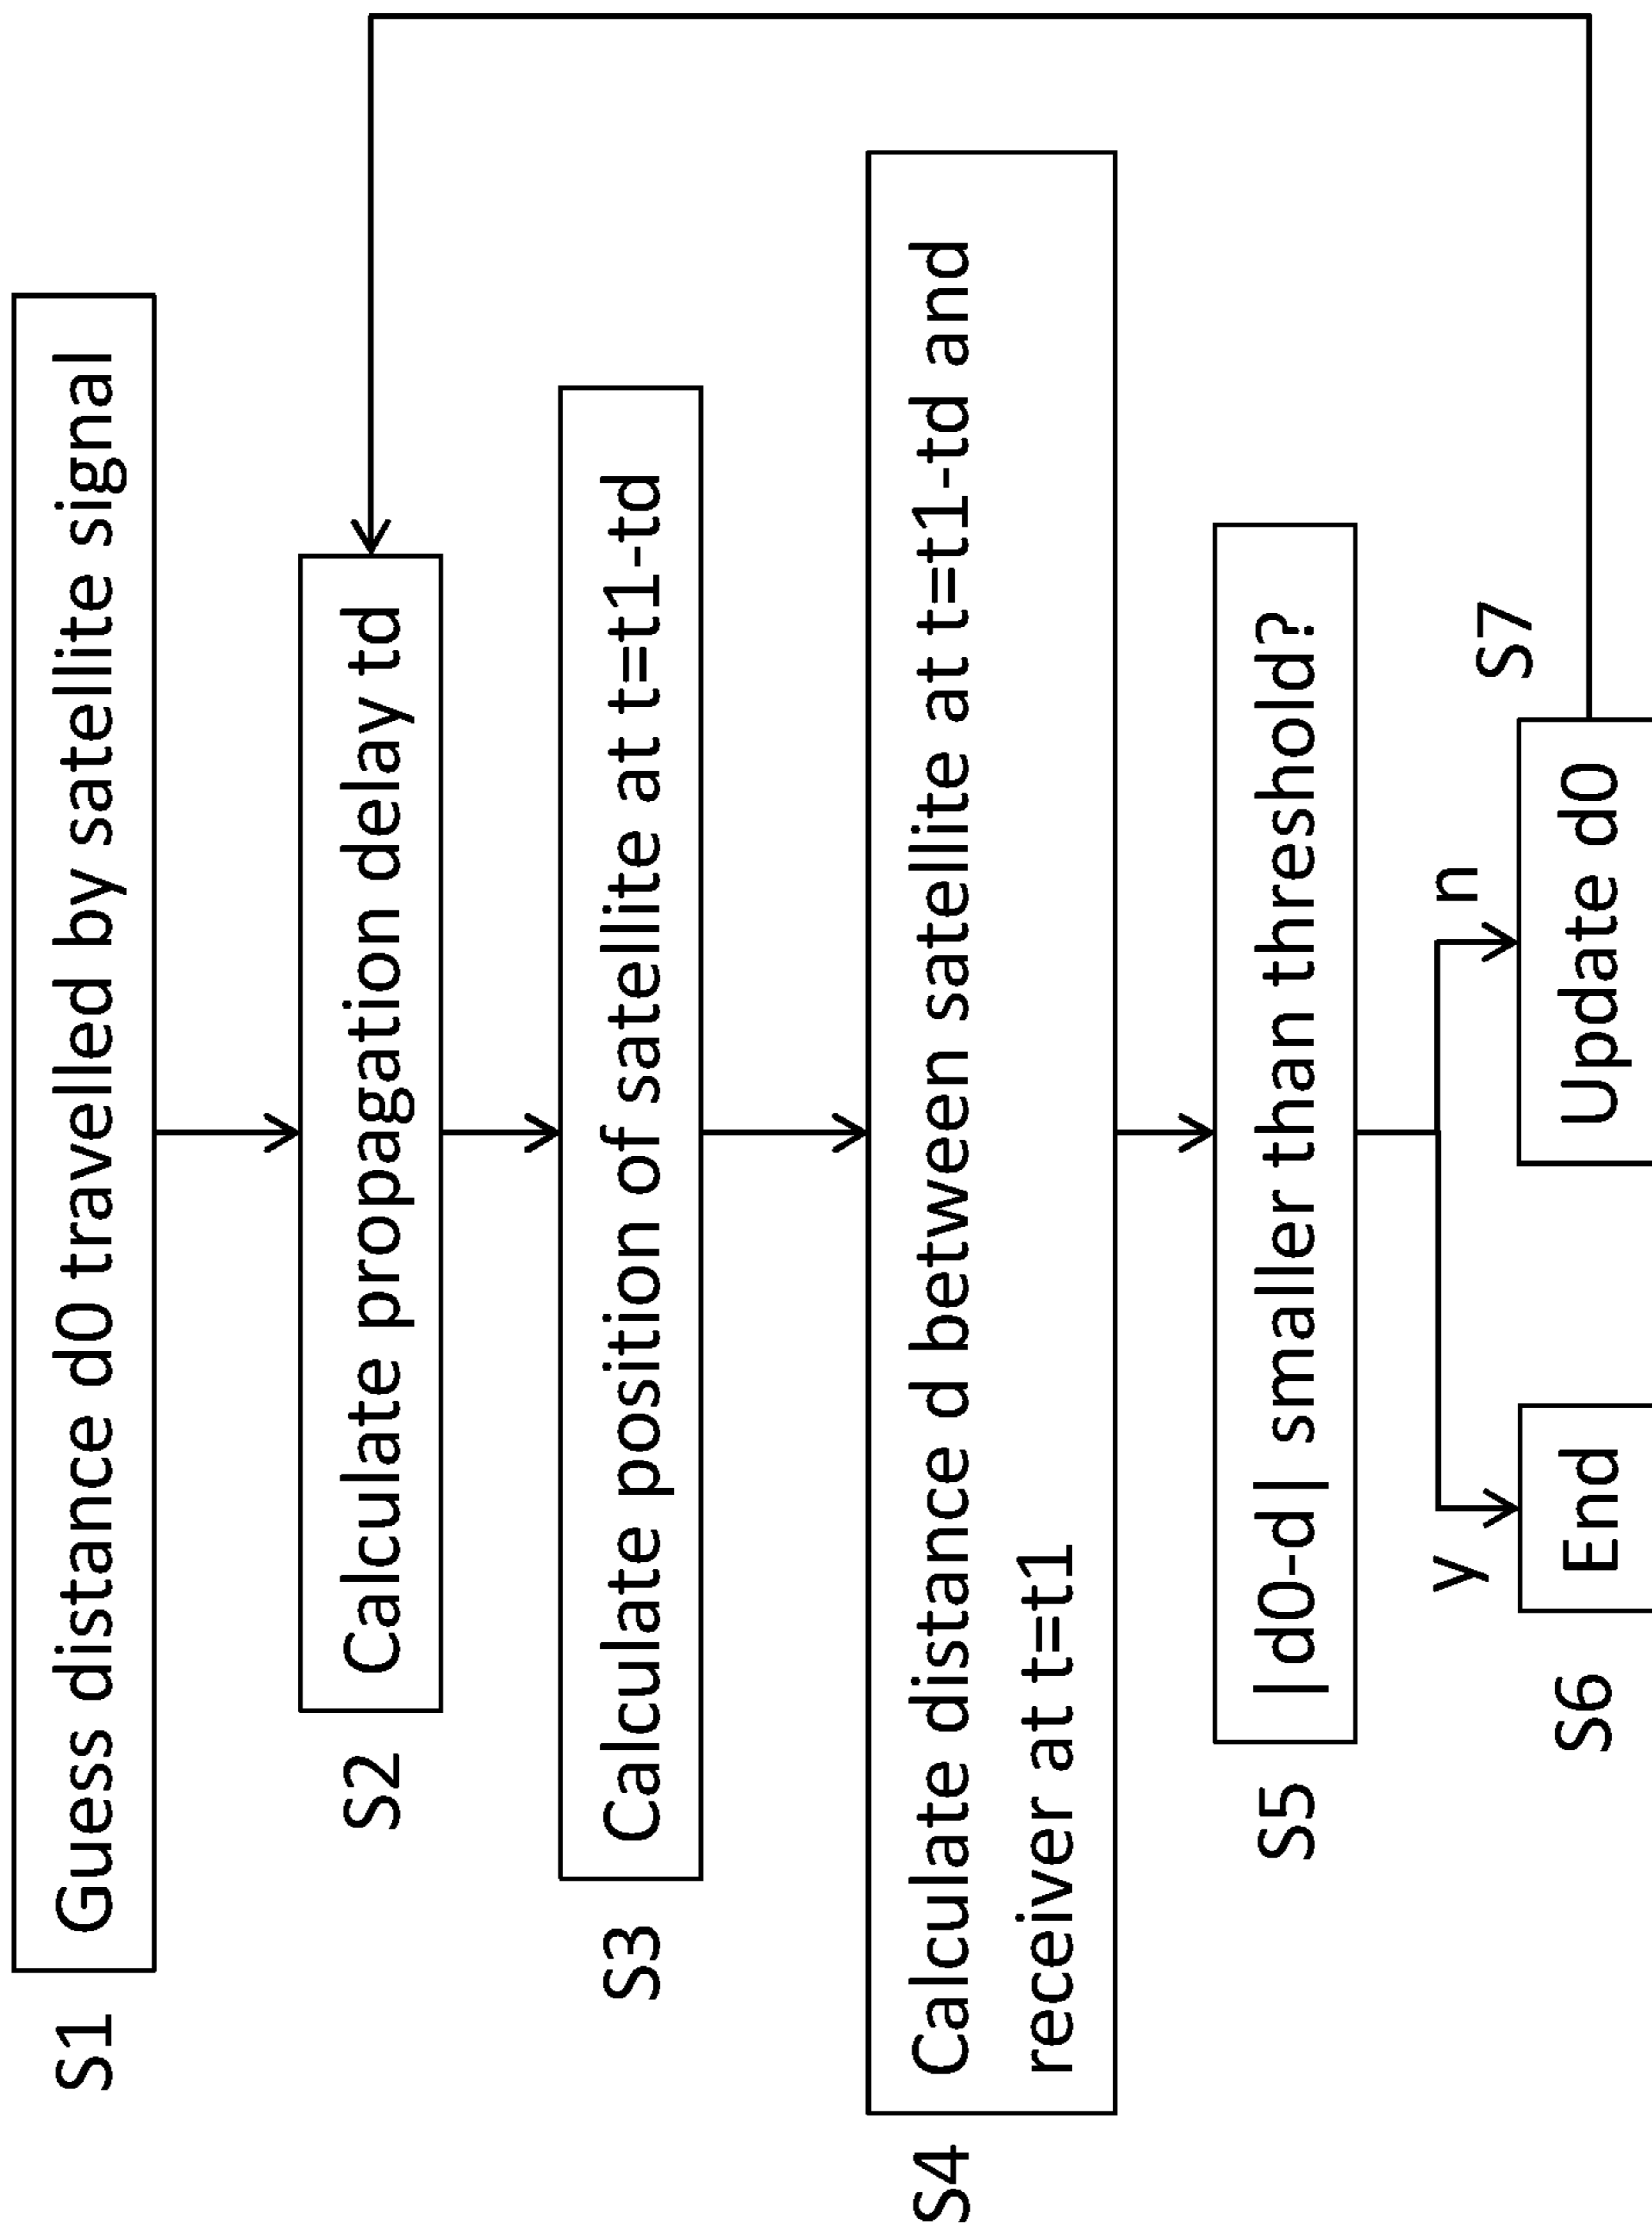 S1 Guess distance d0 travelled by satellite signal
S2 Calculate propagation delay td
S3 Calculate position of satellite at t=t1-td
S4 Calculate distance d between satellite at t=t1-td and
receiver at t=t1
S5 |d0-d| smaller than threshold?
y n
S6 End Update d0 S7